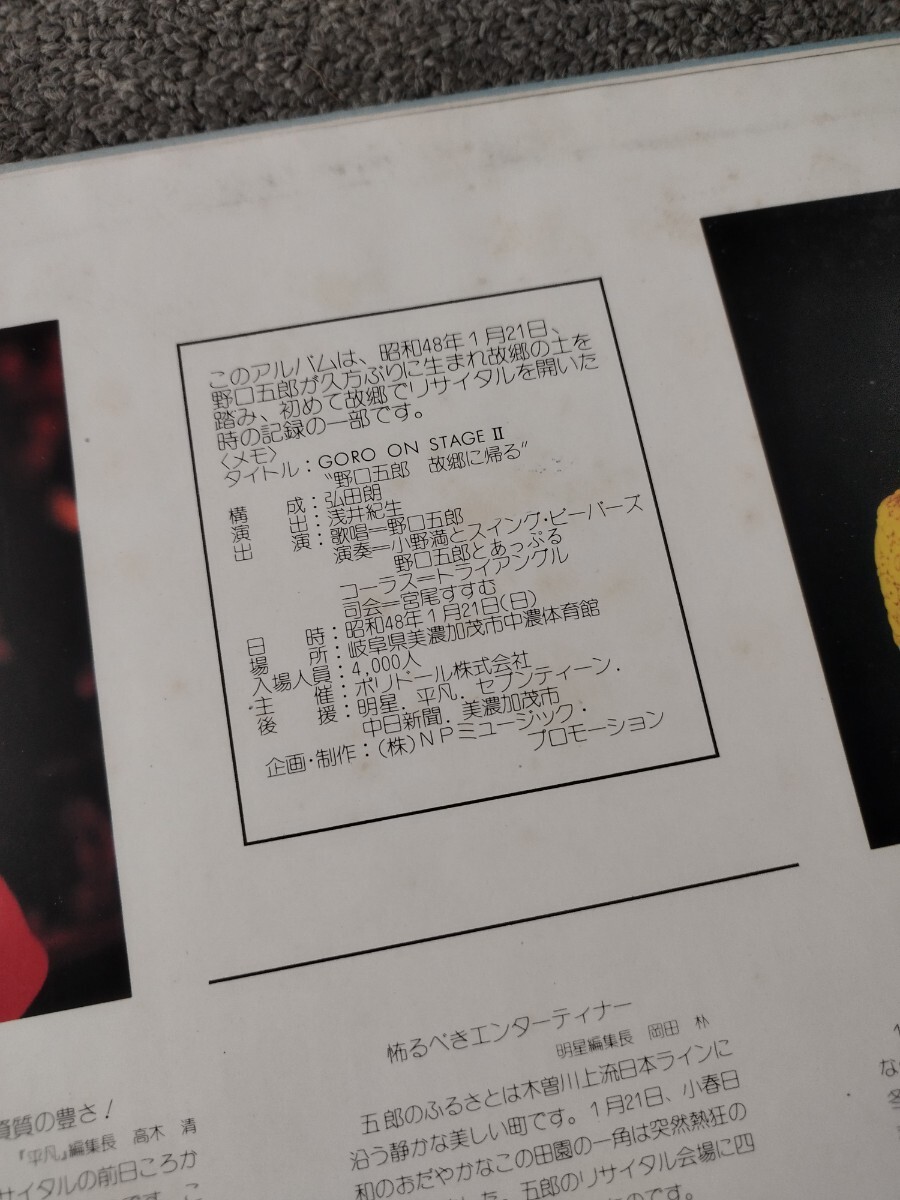 このアルバムは、昭和48年1月21日、
野口五郎が久方ぶりに生まれ故郷の土を
踏み、初めて故郷でリサイタルを開いた
時の記録の一部です。
〈メモ〉
タイトル：GORO ON STAGE Ⅱ
“野口五郎 故郷に帰る”
構成：弘田朗
演出：浅井紀生
出演：歌唱＝野口五郎
演奏＝小野満とスイング・ビーバーズ
野口五郎とあっぷる
コーラス＝トライアングル
司会＝宮尾すすむ
日時：昭和48年1月21日(日)
場所：岐阜県美濃加茂市中濃体育館
入場人員：4,000人
主催：ポリドール株式会社
後援：明星．平凡．セブンティーン．
中日新聞．美濃加茂市
企画・制作：(株)NPミュージック・
プロモーション
資質の豊さ！
『平凡』編集長 高木 清
サイタルの前日ころか
です。こ
怖るべきエンターティナー
明星編集長 岡田 朴
五郎のふるさとは木曽川上流日本ラインに
沿う静かな美しい町です。1月21日、小春日
和のおだやかなこの田園の一角は突然熱狂の
した。五郎のリサイタル会場に四
のです。
1
な
冬